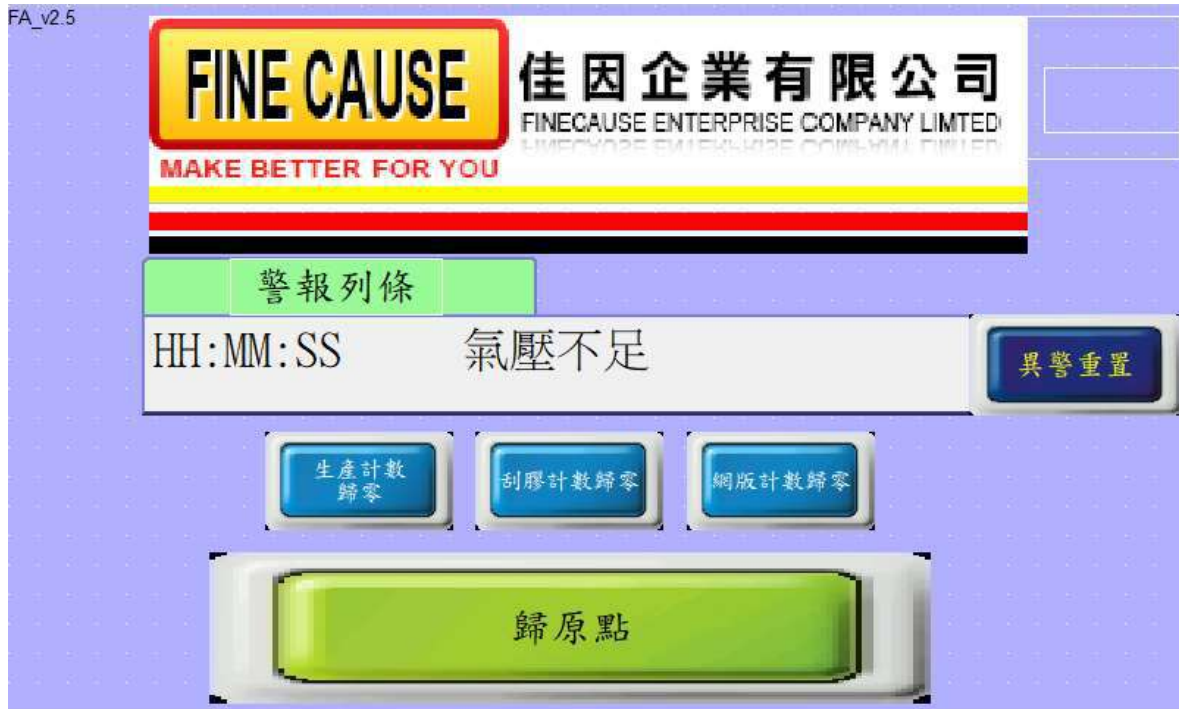 FA_v2.5
FINE CAUSE
佳因企業有限公司
FINECAUSE ENTERPRISE COMPANY LIMTED
MAKE BETTER FOR YOU
警報列條
HH:MM:SS 氣壓不足
異警重置
生產計數
歸零
刮膠計數歸零
網版計數歸零
歸原點